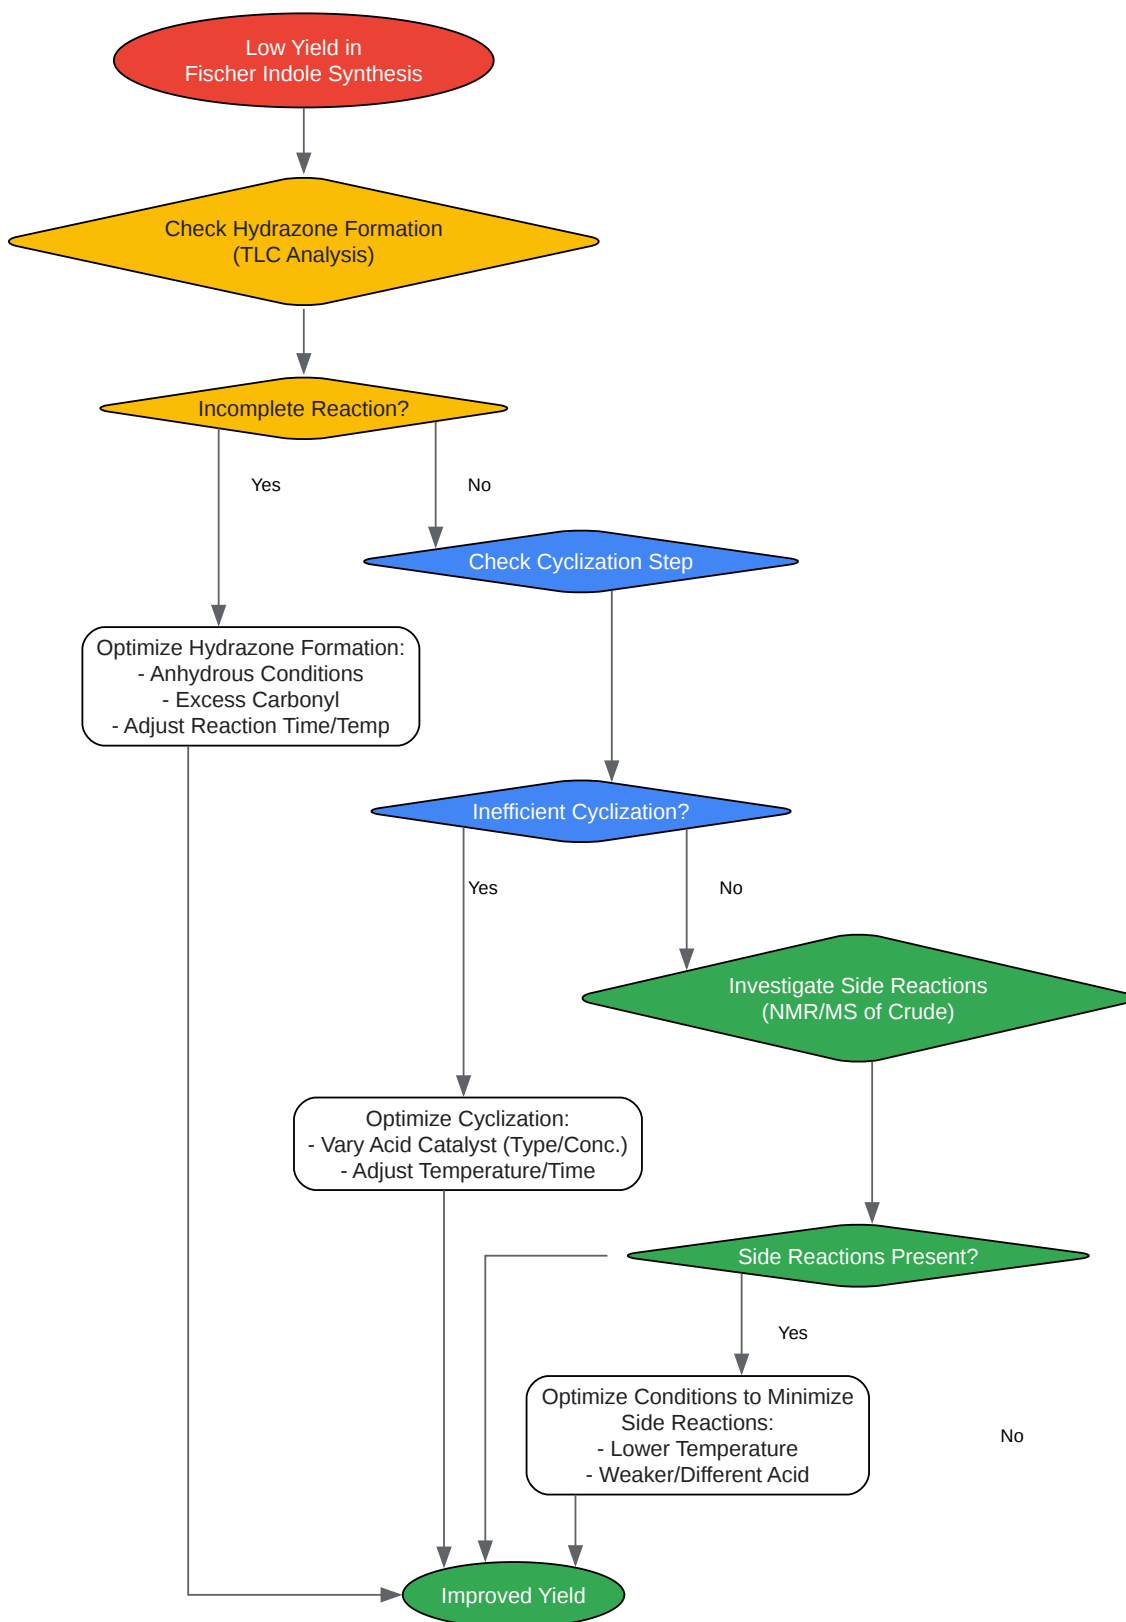 Low Yield in
Fischer Indole Synthesis
Check Hydrazone Formation
(TLC Analysis)
Incomplete Reaction?
Yes
No
Check Cyclization Step
Optimize Hydrazone Formation:
- Anhydrous Conditions
- Excess Carbonyl
- Adjust Reaction Time/Temp
Inefficient Cyclization?
Yes
No
Investigate Side Reactions
(NMR/MS of Crude)
Optimize Cyclization:
- Vary Acid Catalyst (Type/Conc.)
- Adjust Temperature/Time
Side Reactions Present?
Yes
No
Optimize Conditions to Minimize
Side Reactions:
- Lower Temperature
- Weaker/Different Acid
Improved Yield